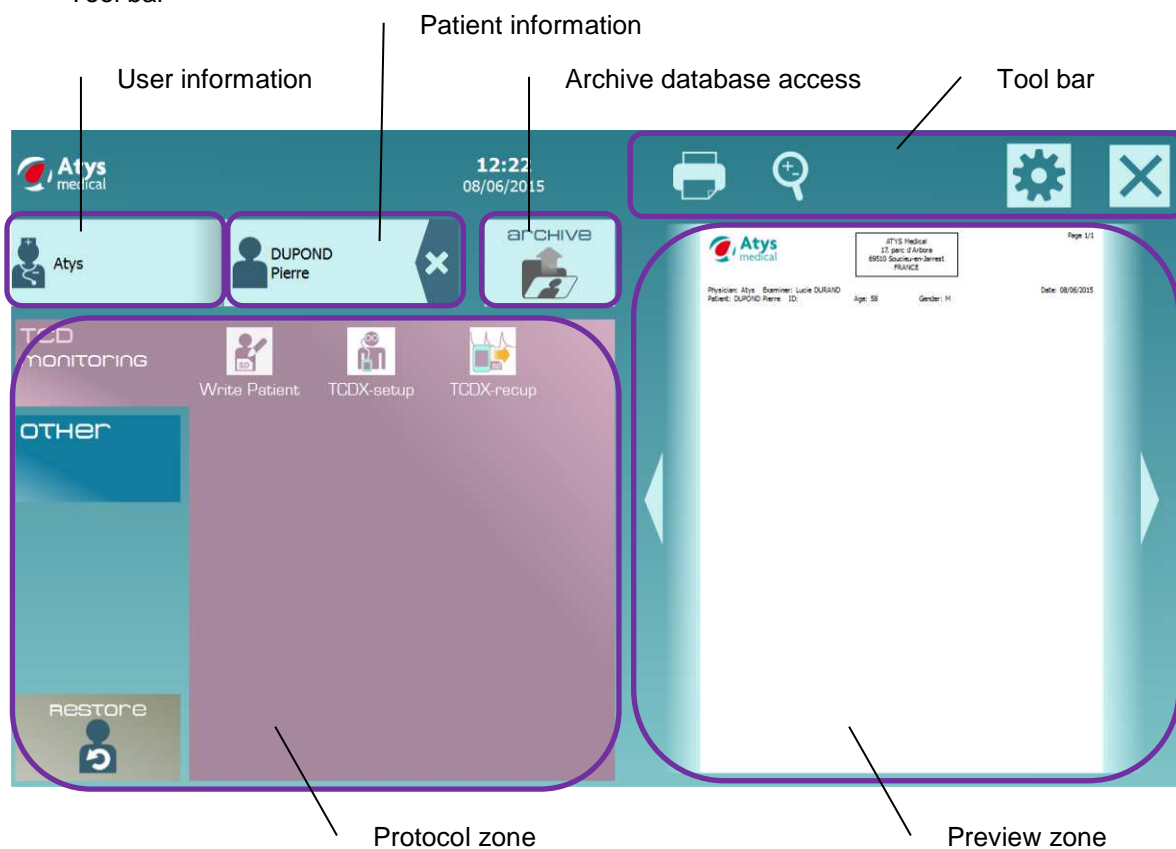 Tool bar
Patient information
User information
Archive database access
Tool bar
Atys
medical
12:22
08/06/2015
Atys
DUPOND
Pierre
ARCHIVE
TCD
monitoring
Write Patient
SD
TCDX-setup
TCDX-recup
OTHER
RESTORE
Atys
medical
ATYS Medical
17, parc d'Arbora
69510 Soucieu-en-Jarrest
FRANCE
Page 1/1
Physician: Atys Examiner: Lucie DURAND
Date: 08/06/2015
Patient: DUPOND Pierre ID: Age: 58 Gender: M
Protocol zone
Preview zone